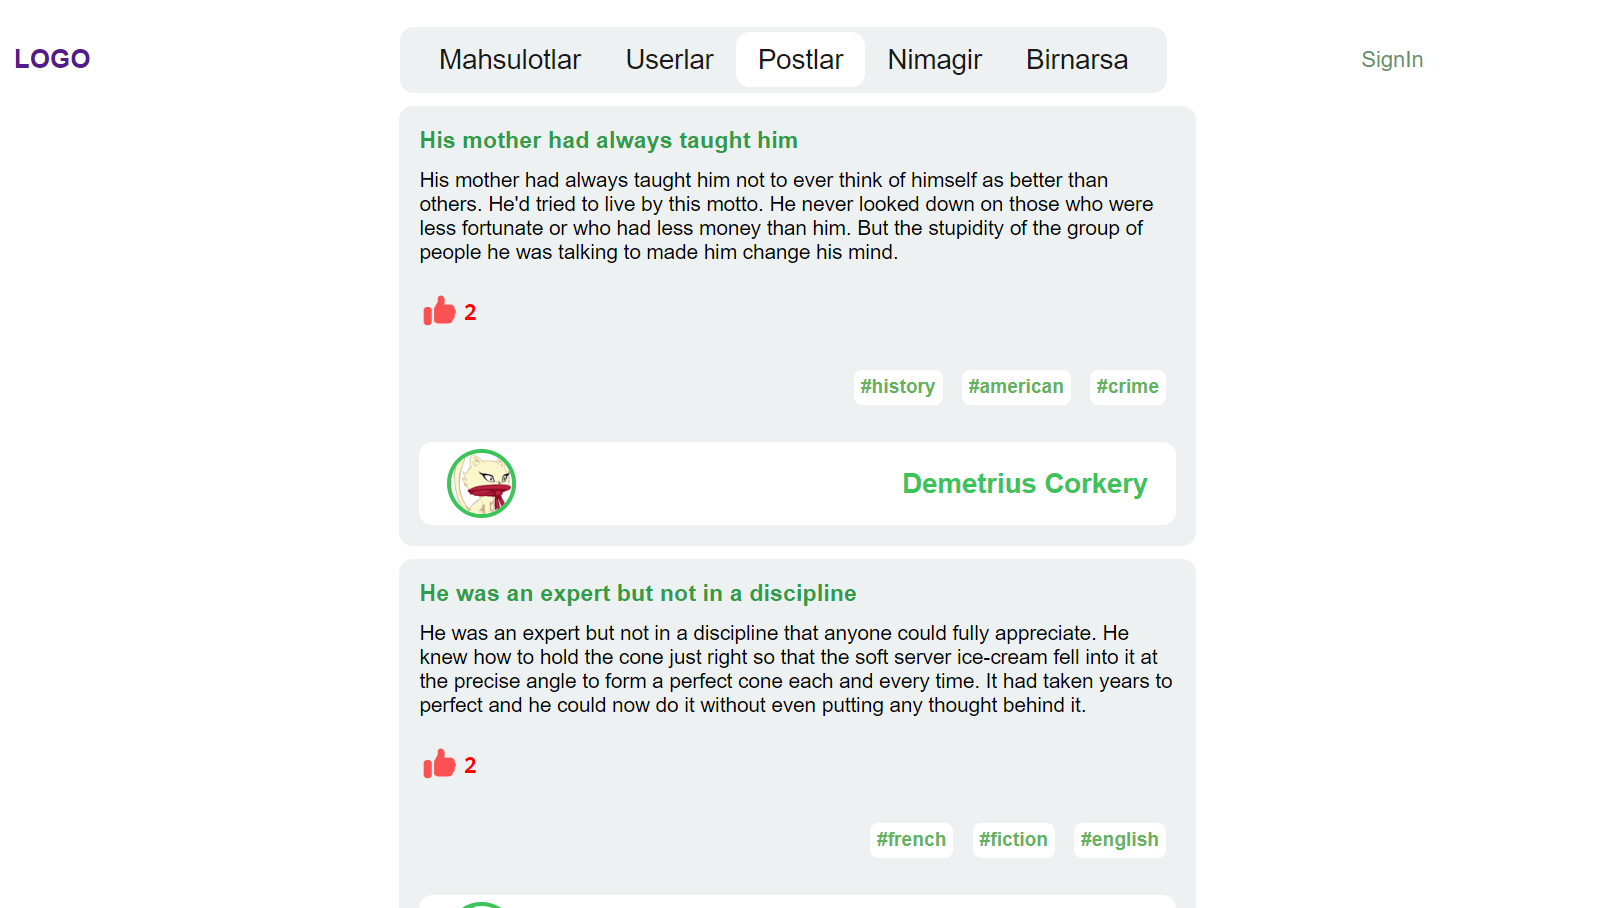 LOGO
Mahsulotlar Userlar Postlar Nimagir Birnarsa
SignIn
His mother had always taught him
His mother had always taught him not to ever think of himself as better than
others. He'd tried to live by this motto. He never looked down on those who were
less fortunate or who had less money than him. But the stupidity of the group of
people he was talking to made him change his mind.
2
#history #american #crime
Demetrius Corkery
He was an expert but not in a discipline
He was an expert but not in a discipline that anyone could fully appreciate. He
knew how to hold the cone just right so that the soft server ice-cream fell into it at
the precise angle to form a perfect cone each and every time. It had taken years to
perfect and he could now do it without even putting any thought behind it.
2
#french #fiction #english